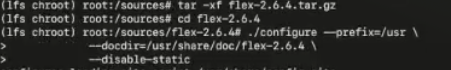 (lfs chroot) root:/sources# tar -xf flex-2.6.4.tar.gz
(lfs chroot) root:/sources# cd flex-2.6.4
(lfs chroot) root:/sources/flex-2.6.4# ./configure --prefix=/usr \
> --docdir=/usr/share/doc/flex-2.6.4 \
> --disable-static